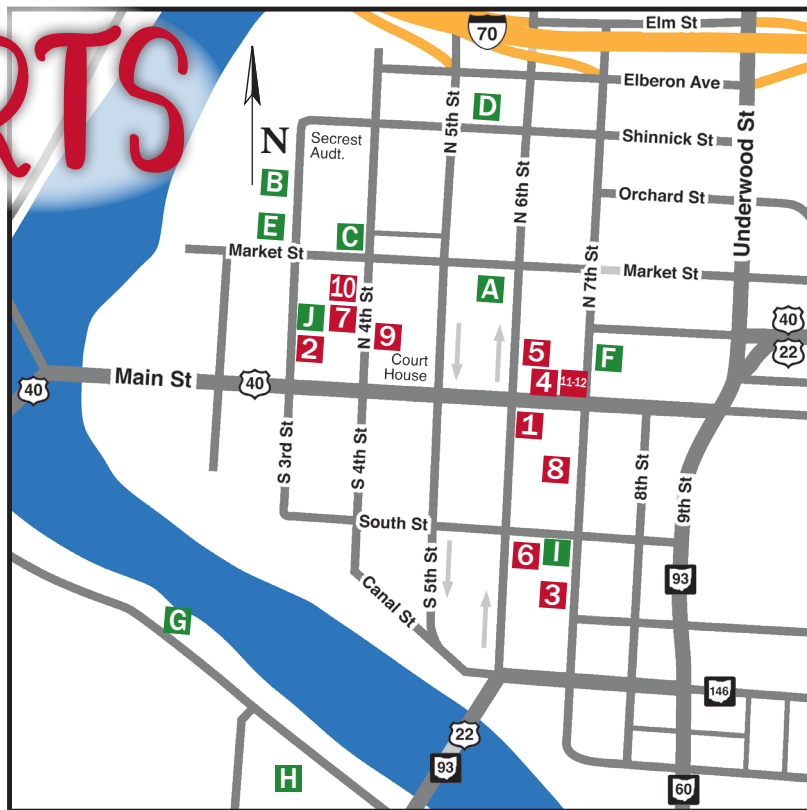 RTS
Elm St
70
Elberon Ave
N 5th St
D
N
Secrest
Audt.
Shinnick St
Underwood St
B
N 6th St
Orchard St
E
C
Market St
N 7th St
Market St
A
10
J
7
N 4th St
9
2
Court
House
5
F
4
11-12
40
22
40
Main St
40
1
S 3rd St
S 4th St
8
8th St
9th St
South St
6
I
S 5th St
93
3
Canal St
G
146
22
93
H
60